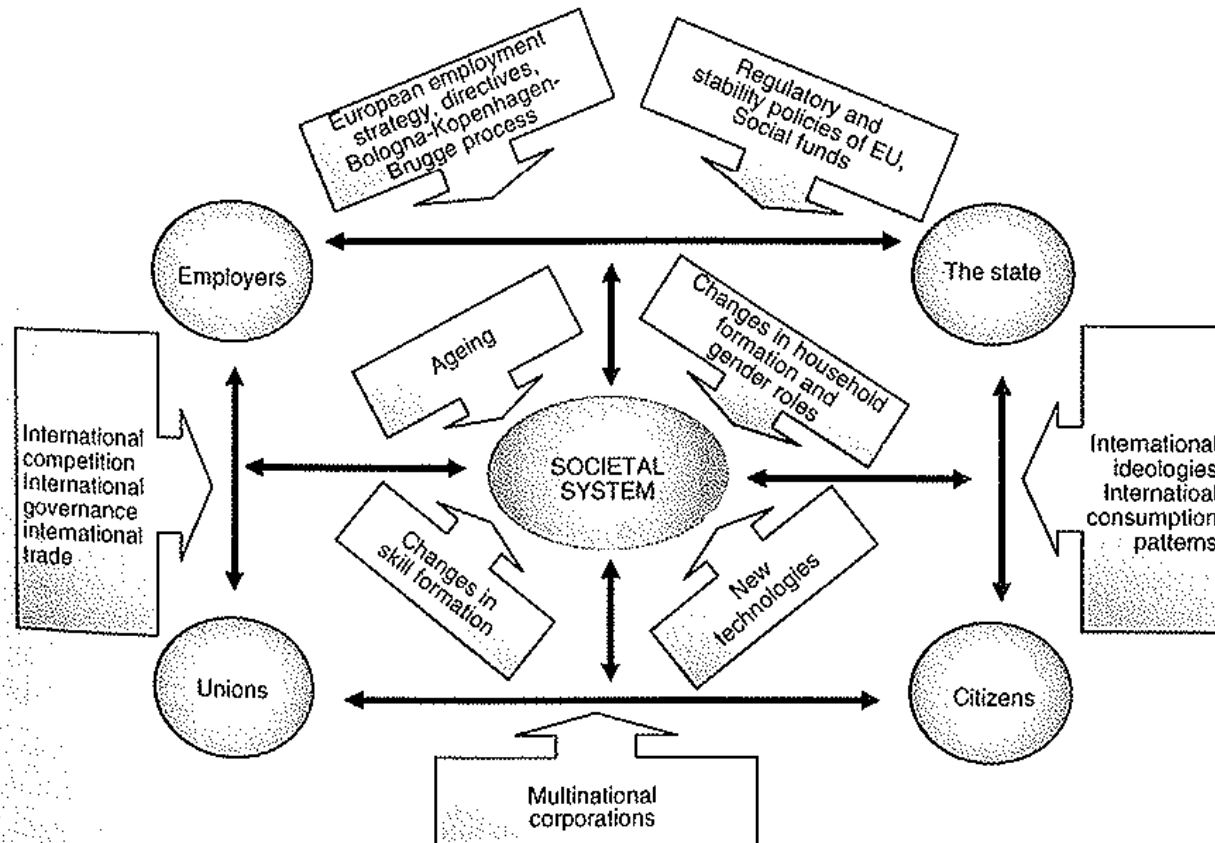 European employment
strategy, directives,
Bologna-Kopenhagen-
Brugge process
Regulatory and
stability policies of EU,
Social funds
Employers
The state
Ageing
Changes in household
formation and
gender roles
International
competition
International
governance
international
trade
SOCIETAL
SYSTEM
International
ideologies
Internatioal
consumption
patterns
Changes in
skill formation
New
technologies
Unions
Citizens
Multinational
corporations